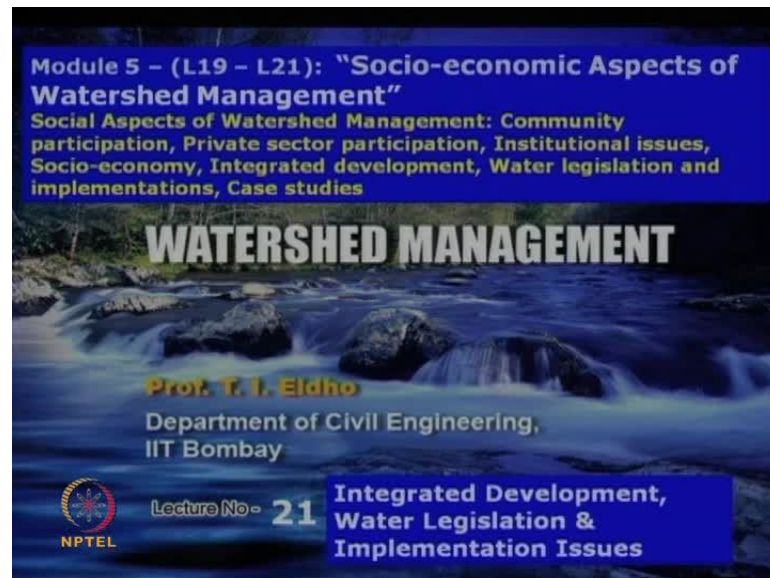 Module 5 – (L19 – L21): “Socio-economic Aspects of
Watershed Management”
Social Aspects of Watershed Management: Community
participation, Private sector participation, Institutional issues,
Socio-economy, Integrated development, Water legislation and
implementations, Case studies
WATERSHED MANAGEMENT
Prof. T. I. Eldho
Department of Civil Engineering,
IIT Bombay
Lecture No- 21
Integrated Development,
Water Legislation &
Implementation Issues
NPTEL